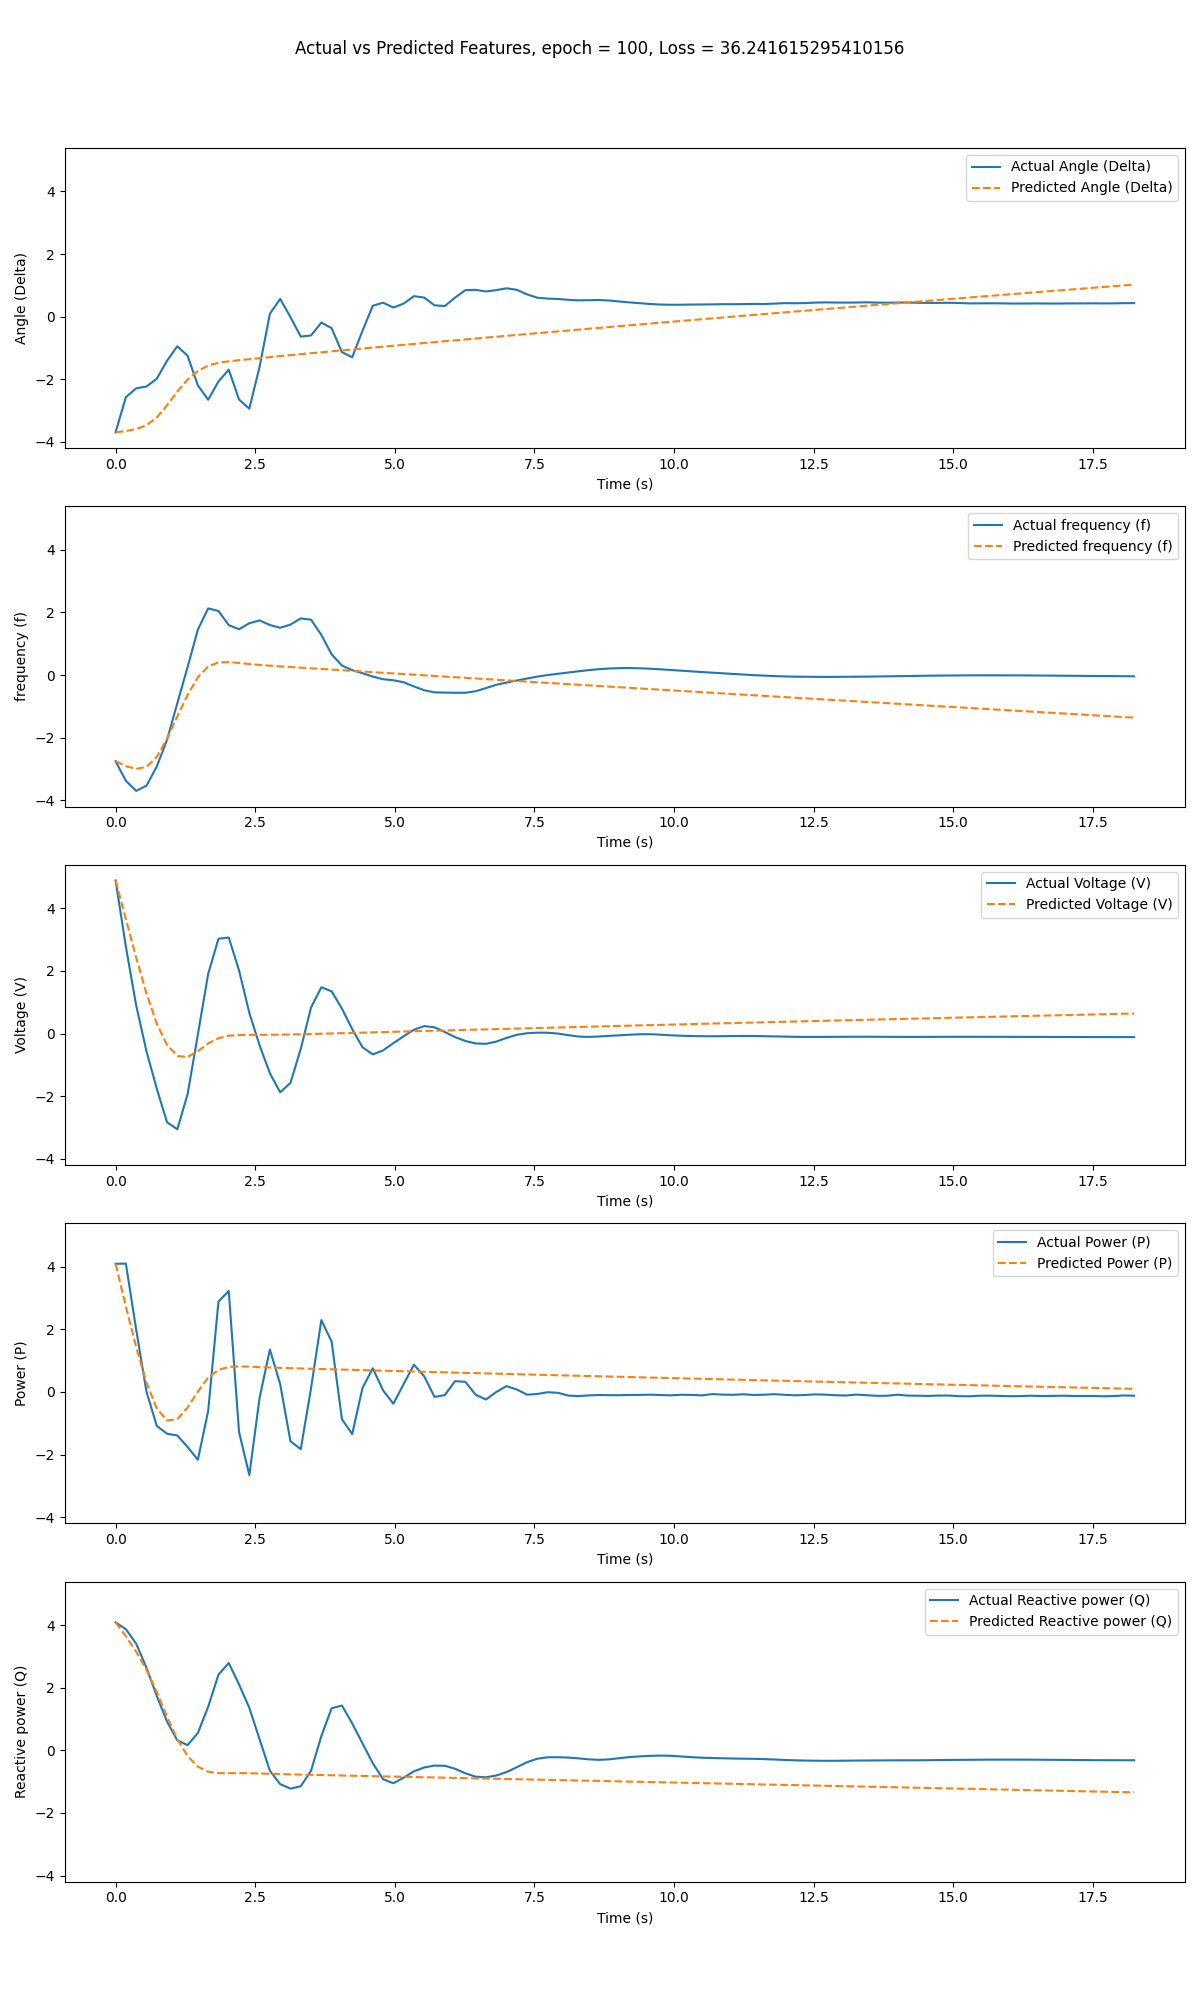 Actual vs Predicted Features, epoch = 100, Loss = 36.241615295410156
Actual Angle (Delta)
Predicted Angle (Delta)
Angle (Delta)
4
2
0
−2
−4
0.0 2.5 5.0 7.5 10.0 12.5 15.0 17.5
Time (s)
Actual frequency (f)
Predicted frequency (f)
frequency (f)
4
2
0
−2
−4
0.0 2.5 5.0 7.5 10.0 12.5 15.0 17.5
Time (s)
Actual Voltage (V)
Predicted Voltage (V)
Voltage (V)
4
2
0
−2
−4
0.0 2.5 5.0 7.5 10.0 12.5 15.0 17.5
Time (s)
Actual Power (P)
Predicted Power (P)
Power (P)
4
2
0
−2
−4
0.0 2.5 5.0 7.5 10.0 12.5 15.0 17.5
Time (s)
Actual Reactive power (Q)
Predicted Reactive power (Q)
Reactive power (Q)
4
2
0
−2
−4
0.0 2.5 5.0 7.5 10.0 12.5 15.0 17.5
Time (s)